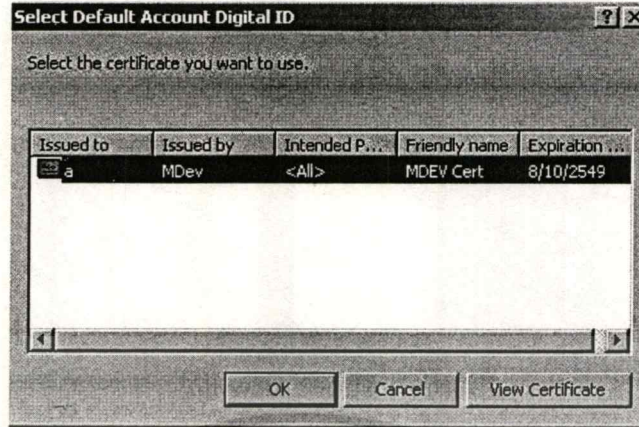 Select Default Account Digital ID
Select the certificate you want to use.
Issued to Issued by Intended P... Friendly name Expiration ...
a MDev <All> MDEV Cert 8/10/2549
OK Cancel View Certificate